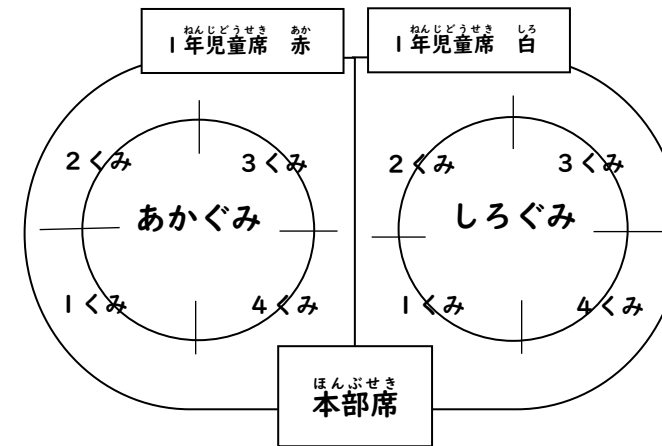 ねんじどうせき あか
1年児童席 赤
ねんじどうせき しろ
1年児童席 白
2くみ 3くみ
あかぐみ
1くみ 4くみ
2くみ 3くみ
しろぐみ
1くみ 4くみ
ほんぶせき
本部席